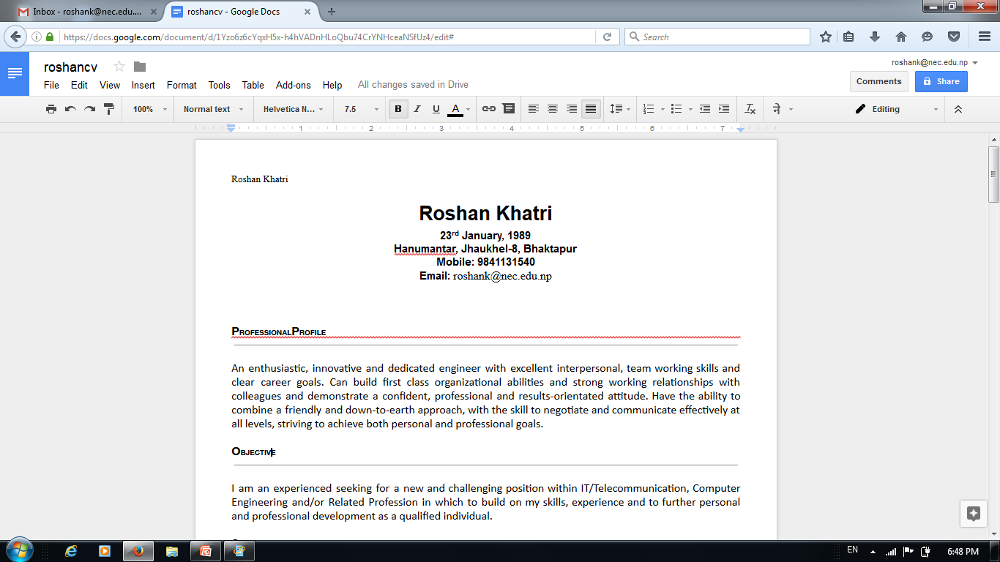 Inbox - roshank@nec.edu....
roshancv - Google Docs
https://docs.google.com/document/d/1Yzo6z6cYqxH5x-h4hVADnHLoQbu74CrYNHceaNSfUz4/edit#
Search
roshancv
roshank@nec.edu.np
File Edit View Insert Format Tools Table Add-ons Help All changes saved in Drive
Comments
Share
100% Normal text Helvetica N... 7.5 B I U A Editing
1 2 3 4 5 6 7
Roshan Khatri
Roshan Khatri
23rd January, 1989
Hanumantar, Jhaukhel-8, Bhaktapur
Mobile: 9841131540
Email: roshank@nec.edu.np
PROFESSIONALPROFILE
An enthusiastic, innovative and dedicated engineer with excellent interpersonal, team working skills and
clear career goals. Can build first class organizational abilities and strong working relationships with
colleagues and demonstrate a confident, professional and results-orientated attitude. Have the ability to
combine a friendly and down-to-earth approach, with the skill to negotiate and communicate effectively at
all levels, striving to achieve both personal and professional goals.
OBJECTIVE
I am an experienced seeking for a new and challenging position within IT/Telecommunication, Computer
Engineering and/or Related Profession in which to build on my skills, experience and to further personal
and professional development as a qualified individual.
EN
6:48 PM